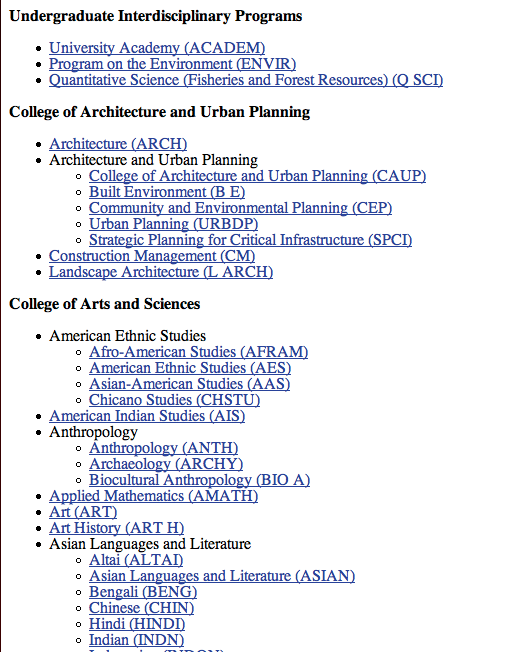 Undergraduate Interdisciplinary Programs
University Academy (ACADEM)
Program on the Environment (ENVIR)
Quantitative Science (Fisheries and Forest Resources) (Q SCI)
College of Architecture and Urban Planning
Architecture (ARCH)
Architecture and Urban Planning
College of Architecture and Urban Planning (CAUP)
Built Environment (B E)
Community and Environmental Planning (CEP)
Urban Planning (URBDP)
Strategic Planning for Critical Infrastructure (SPCI)
Construction Management (CM)
Landscape Architecture (L ARCH)
College of Arts and Sciences
American Ethnic Studies
Afro-American Studies (AFRAM)
American Ethnic Studies (AES)
Asian-American Studies (AAS)
Chicano Studies (CHSTU)
American Indian Studies (AIS)
Anthropology
Anthropology (ANTH)
Archaeology (ARCHY)
Biocultural Anthropology (BIO A)
Applied Mathematics (AMATH)
Art (ART)
Art History (ART H)
Asian Languages and Literature
Altai (ALTAI)
Asian Languages and Literature (ASIAN)
Bengali (BENG)
Chinese (CHIN)
Hindi (HINDI)
Indian (INDN)